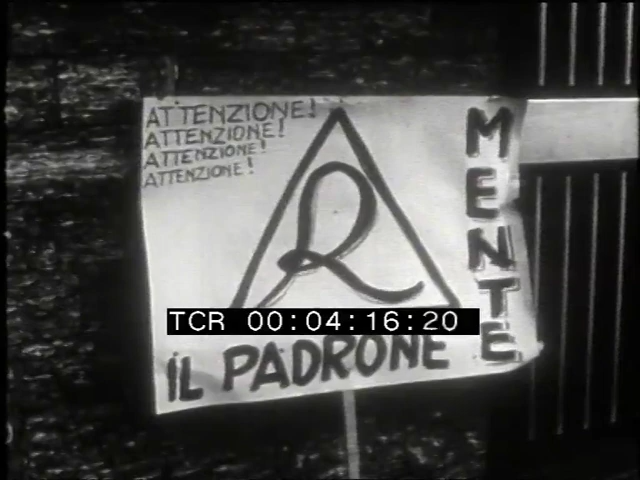 ATTENZIONE!
ATTENZIONE!
ATTENZIONE!
ATTENZIONE!
R
TCR 00:04:16:20
IL PADRONE
MENTE